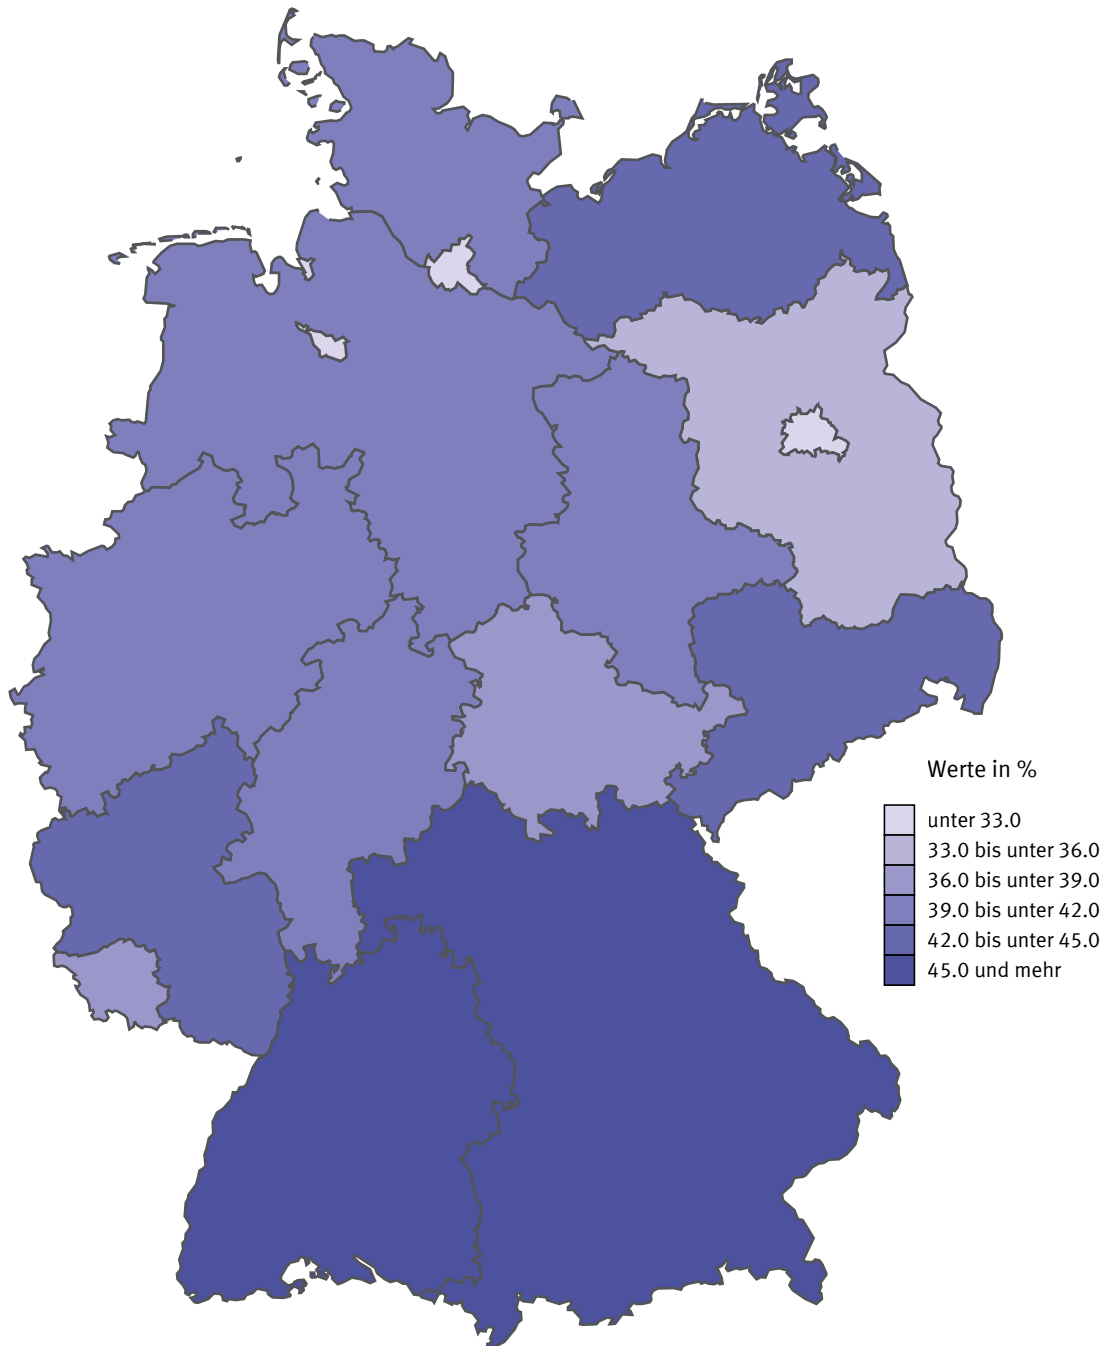 Werte in %
unter 33.0
33.0 bis unter 36.0
36.0 bis unter 39.0
39.0 bis unter 42.0
42.0 bis unter 45.0
45.0 und mehr